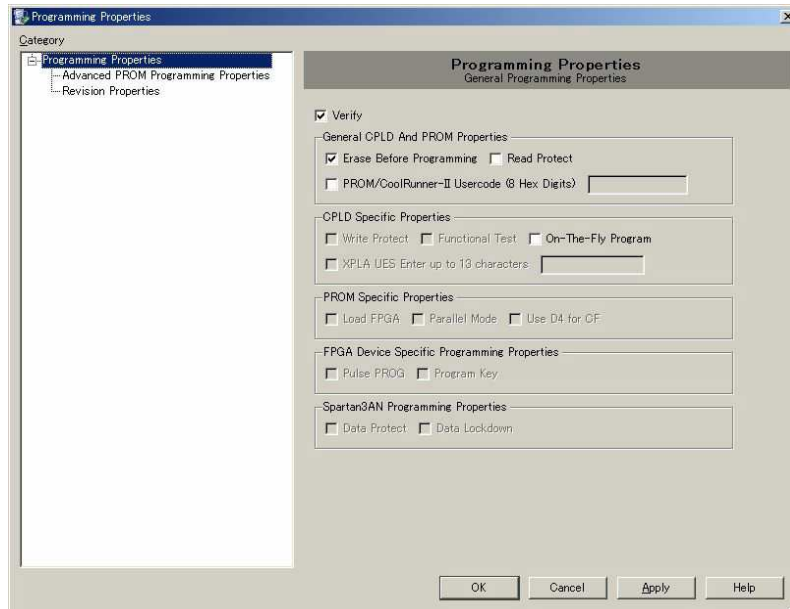 Programming Properties
Category
Programming Properties
Advanced PROM Programming Properties
Revision Properties
Programming Properties
General Programming Properties
Verify
General CPLD And PROM Properties
Erase Before Programming Read Protect
PROM/CoolRunner-II Usercode (8 Hex Digits)
CPLD Specific Properties
Write Protect Functional Test On-The-Fly Program
XPLA UES Enter up to 13 characters
PROM Specific Properties
Load FPGA Parallel Mode Use D4 for CF
FPGA Device Specific Programming Properties
Pulse PROG Program Key
Spartan3AN Programming Properties
Data Protect Data Lockdown
OK Cancel Apply Help